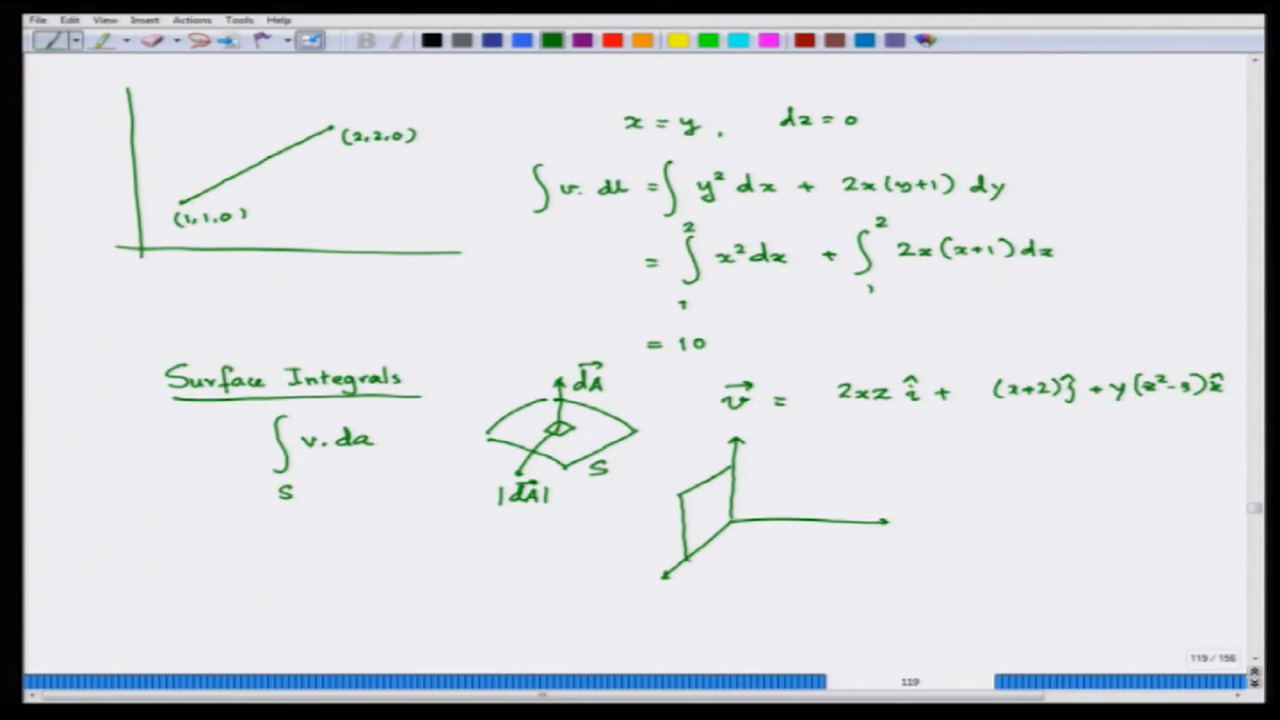 File Edit View Insert Actions Tools Help
x = y , dz = 0
(2,2,0)
(1,1,0)
∫ v. dl = ∫ y² dx + 2x(y+1) dy
= ∫₁² x² dx + ∫₁² 2x(x+1) dx
= 10
Surface Integrals
∫_S v. da
dA⃗
S
|dA⃗|
v⃗ = 2xz î + (x+2)ĵ + y(z²-3)k̂
119 / 156
119